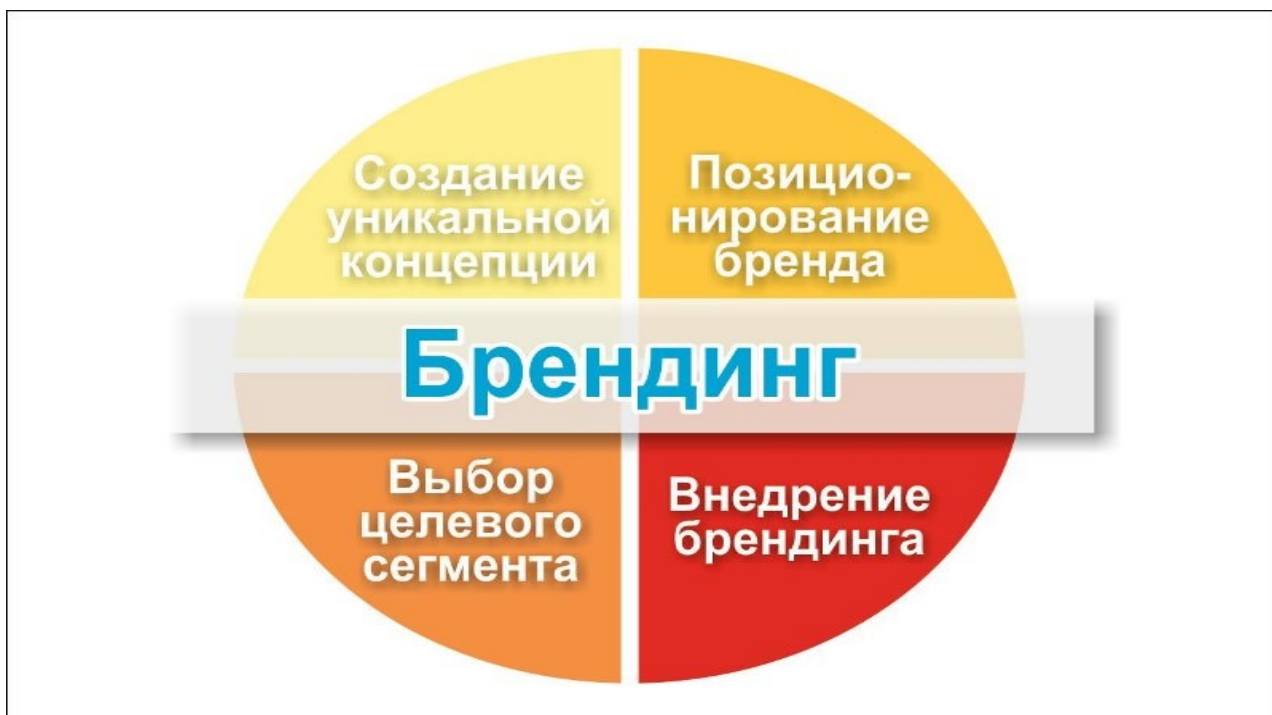 Создание
уникальной
концепции
Позицио-
нирование
бренда
Брендинг
Выбор
целевого
сегмента
Внедрение
брендинга